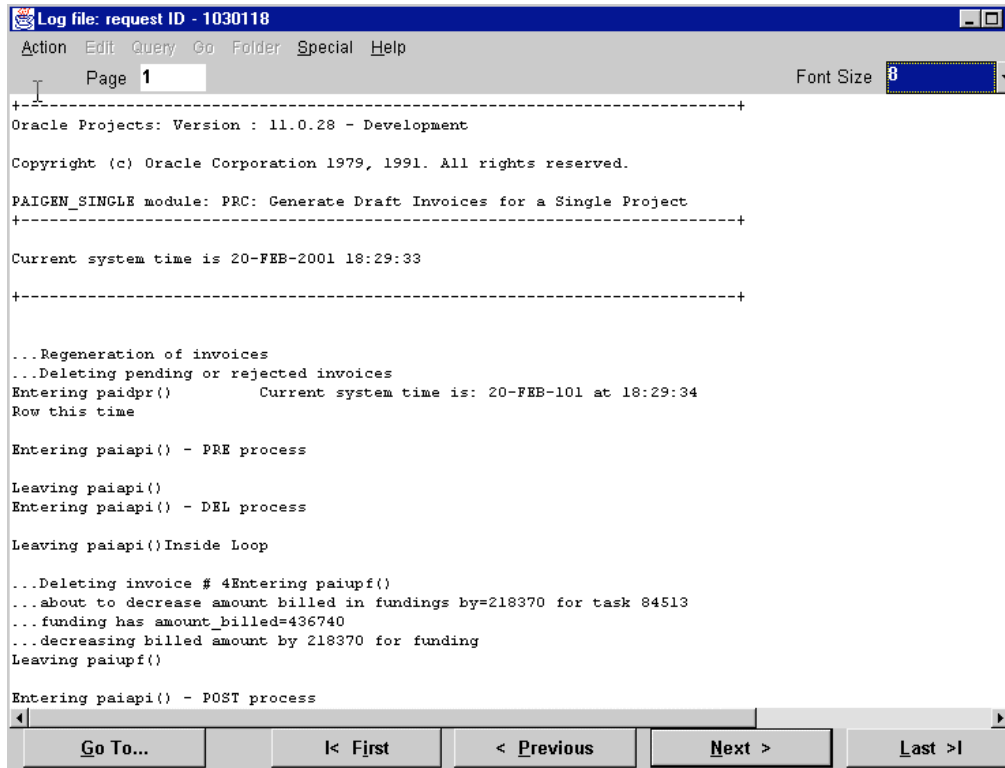 Log file: request ID - 1030118
Action Edit Query Go Folder Special Help
Page 1 Font Size 8
+---------------------------------------------------------------------------+
Oracle Projects: Version : 11.0.28 - Development
Copyright (c) Oracle Corporation 1979, 1991. All rights reserved.
PAIGEN_SINGLE module: PRC: Generate Draft Invoices for a Single Project
+---------------------------------------------------------------------------+
Current system time is 20-FEB-2001 18:29:33
+---------------------------------------------------------------------------+
...Regeneration of invoices
...Deleting pending or rejected invoices
Entering paidpr() Current system time is: 20-FEB-101 at 18:29:34
Row this time
Entering paiapi() - PRE process
Leaving paiapi()
Entering paiapi() - DEL process
Leaving paiapi()Inside Loop
...Deleting invoice # 4Entering paiupf()
...about to decrease amount billed in fundings by=218370 for task 84513
...funding has amount_billed=436740
...decreasing billed amount by 218370 for funding
Leaving paiupf()
Entering paiapi() - POST process
Go To... I< First < Previous Next > Last >I